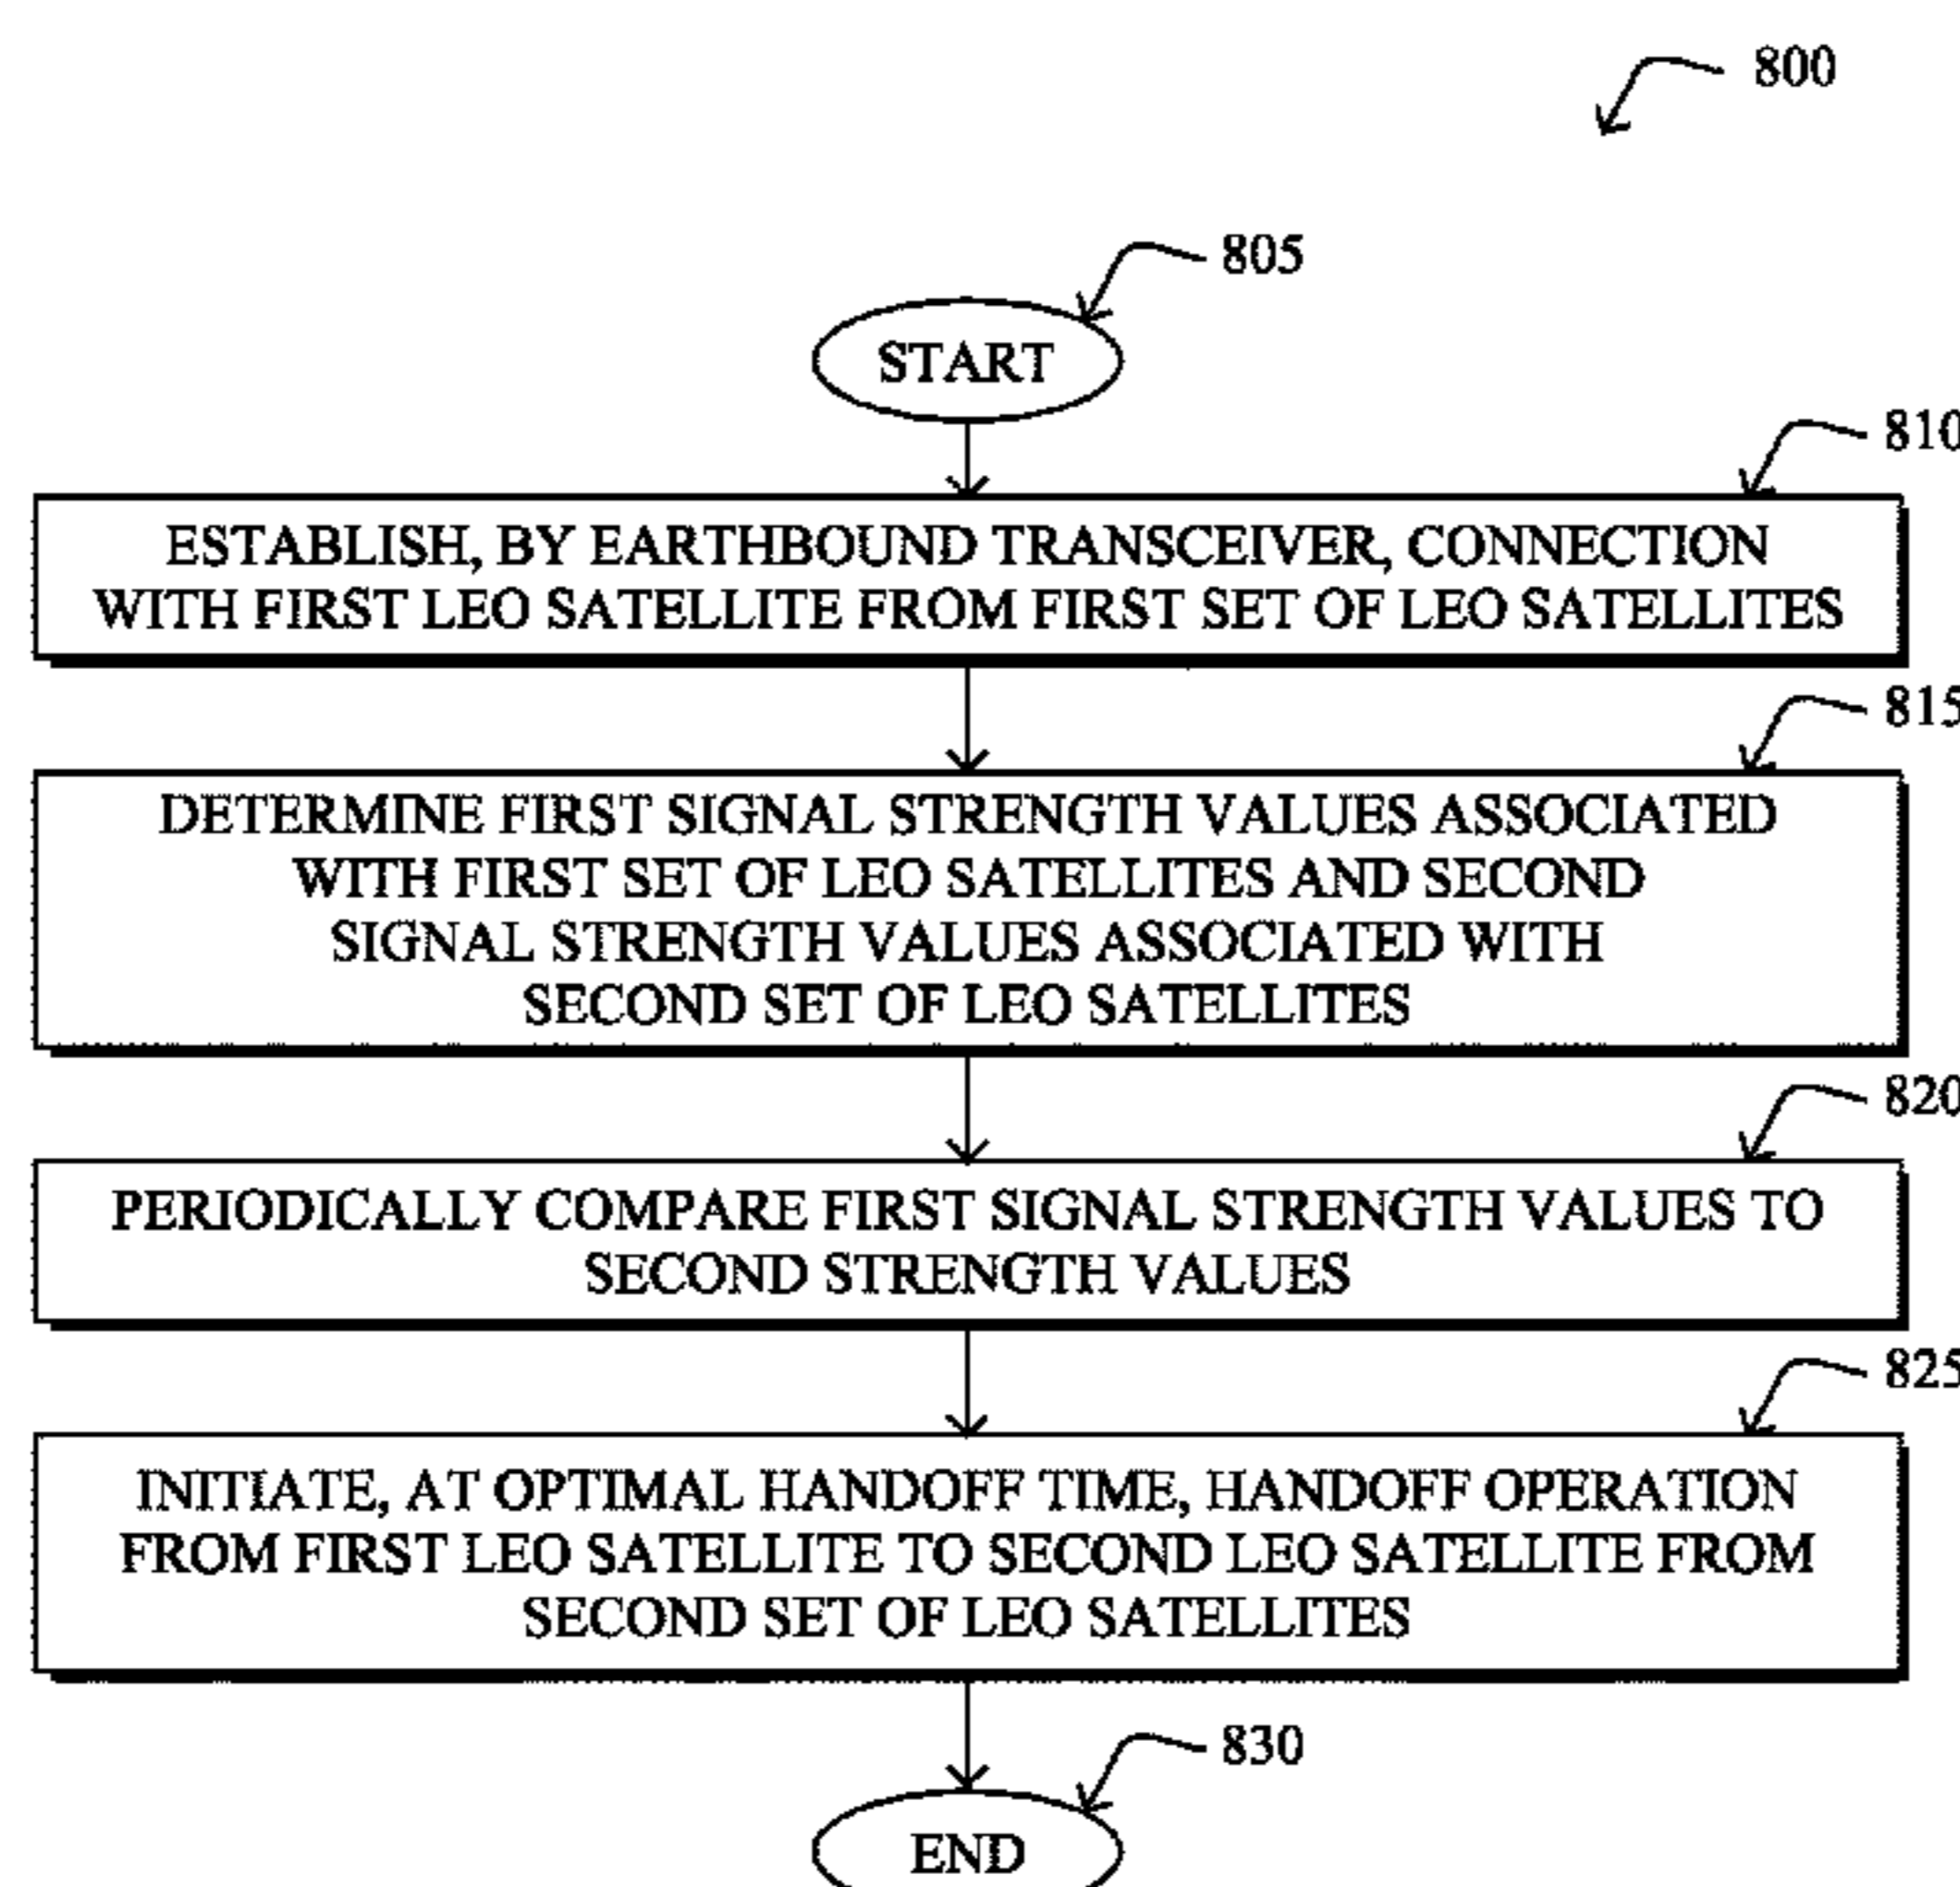 800
805
START
810
ESTABLISH, BY EARTHBOUND TRANSCEIVER, CONNECTION
WITH FIRST LEO SATELLITE FROM FIRST SET OF LEO SATELLITES
815
DETERMINE FIRST SIGNAL STRENGTH VALUES ASSOCIATED
WITH FIRST SET OF LEO SATELLITES AND SECOND
SIGNAL STRENGTH VALUES ASSOCIATED WITH
SECOND SET OF LEO SATELLITES
820
PERIODICALLY COMPARE FIRST SIGNAL STRENGTH VALUES TO
SECOND STRENGTH VALUES
825
INITIATE, AT OPTIMAL HANDOFF TIME, HANDOFF OPERATION
FROM FIRST LEO SATELLITE TO SECOND LEO SATELLITE FROM
SECOND SET OF LEO SATELLITES
830
END